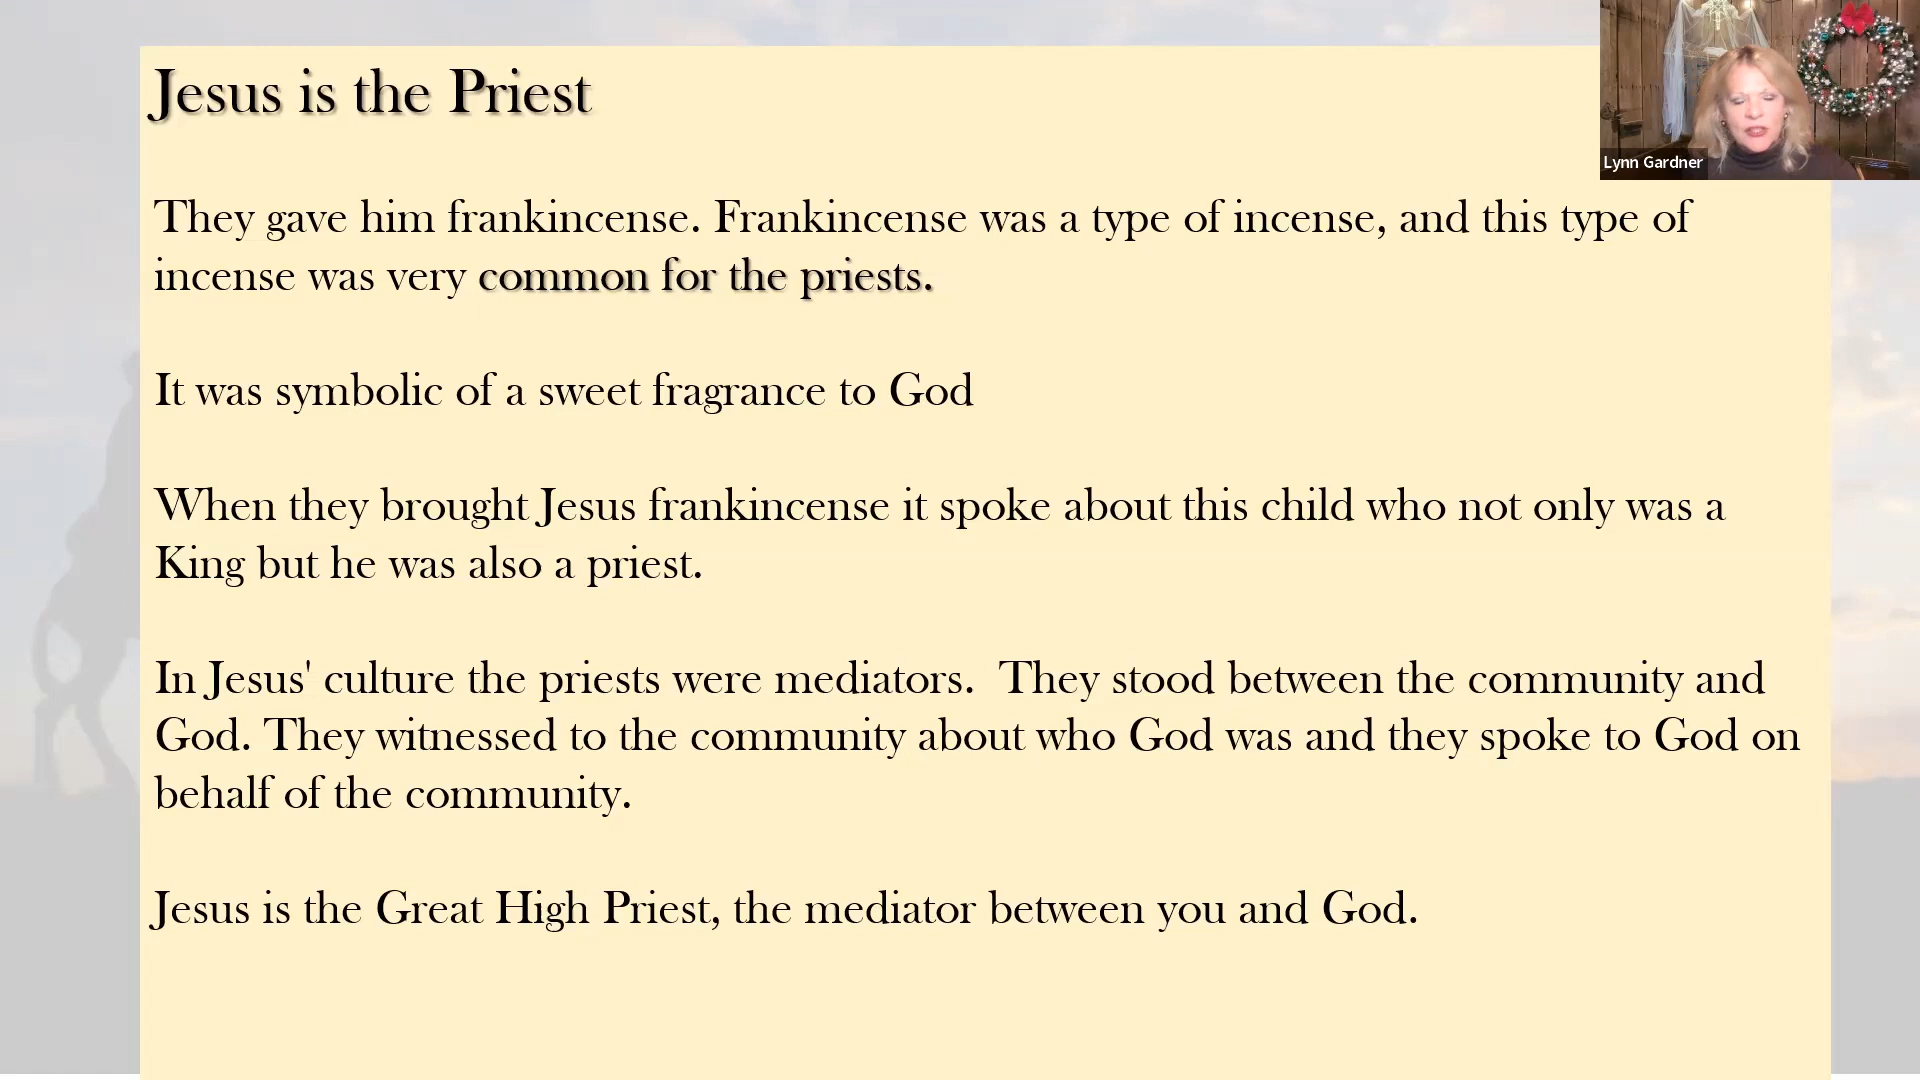 Jesus is the Priest
They gave him frankincense. Frankincense was a type of incense, and this type of
incense was very common for the priests.
It was symbolic of a sweet fragrance to God
When they brought Jesus frankincense it spoke about this child who not only was a
King but he was also a priest.
In Jesus' culture the priests were mediators.  They stood between the community and
God. They witnessed to the community about who God was and they spoke to God on
behalf of the community.
Jesus is the Great High Priest, the mediator between you and God.
Lynn Gardner